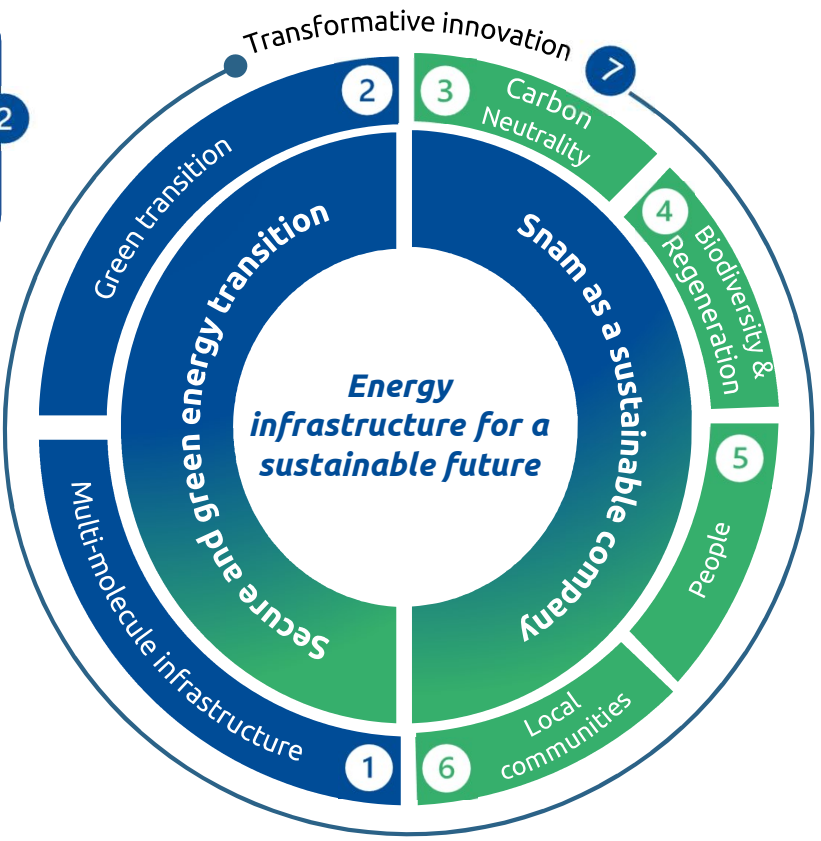 Transformative innovation
7
2
2
Green transition
3
Carbon
Neutrality
4
Biodiversity &
Regeneration
Secure and green energy transition
Snam as a sustainable company
Energy
infrastructure for a
sustainable future
5
People
Multi-molecule infrastructure
1
6
Local
communities